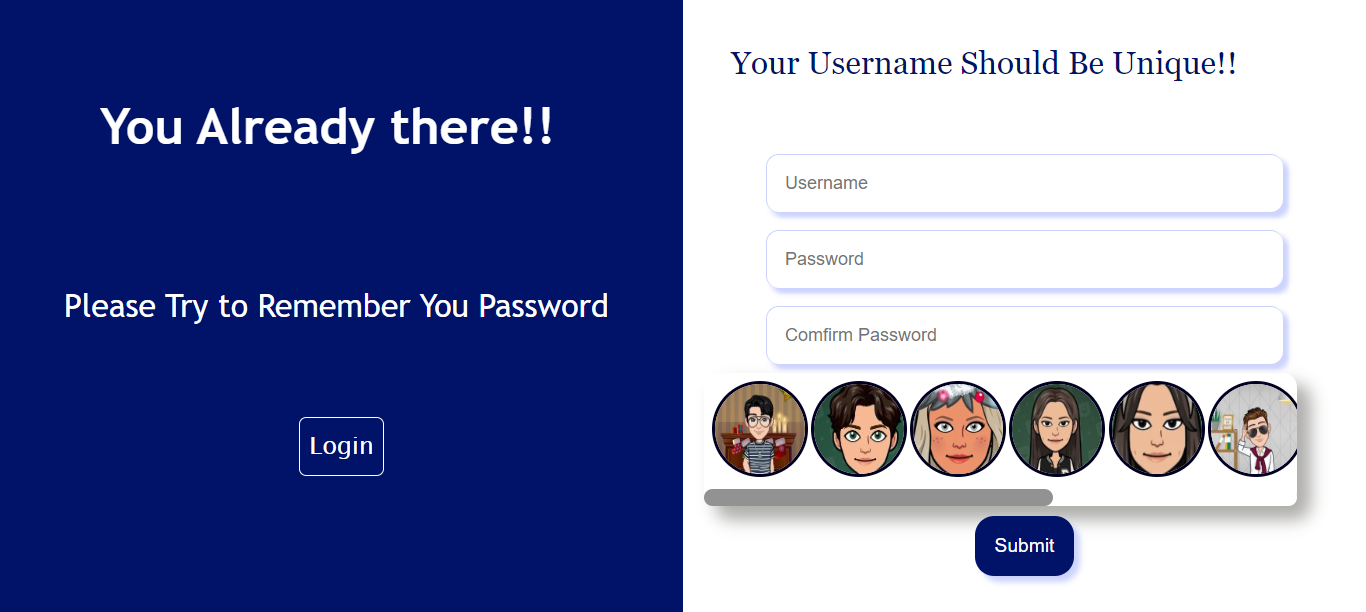 You Already there!!
Please Try to Remember You Password
Login
Your Username Should Be Unique!!
Username
Password
Comfirm Password
Submit